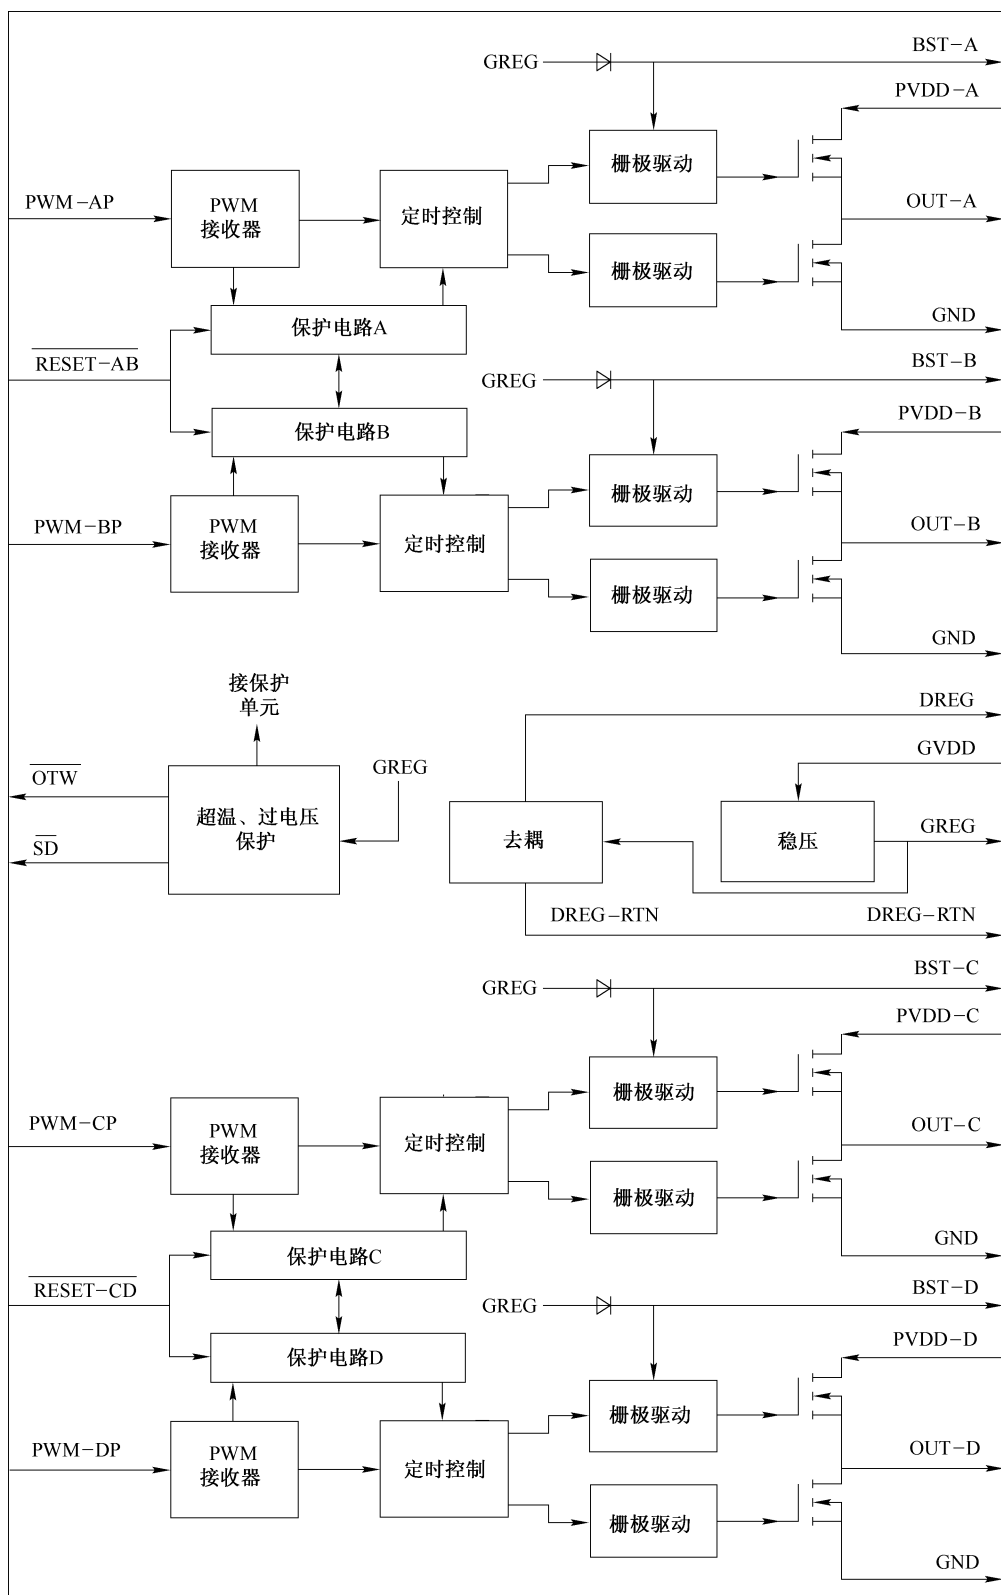 GREG
BST-A
PVDD-A
栅极驱动
PWM-AP
PWM
接收器
定时控制
OUT-A
栅极驱动
保护电路A
GND
RESET-AB
GREG
BST-B
保护电路B
PVDD-B
栅极驱动
PWM-BP
PWM
接收器
定时控制
OUT-B
栅极驱动
GND
接保护
单元
DREG
GVDD
OTW
GREG
超温、过电压
保护
SD
去耦
稳压
GREG
DREG-RTN
DREG-RTN
GREG
BST-C
PVDD-C
栅极驱动
PWM-CP
PWM
接收器
定时控制
OUT-C
栅极驱动
保护电路C
GND
RESET-CD
GREG
BST-D
保护电路D
PVDD-D
栅极驱动
PWM-DP
PWM
接收器
定时控制
OUT-D
栅极驱动
GND